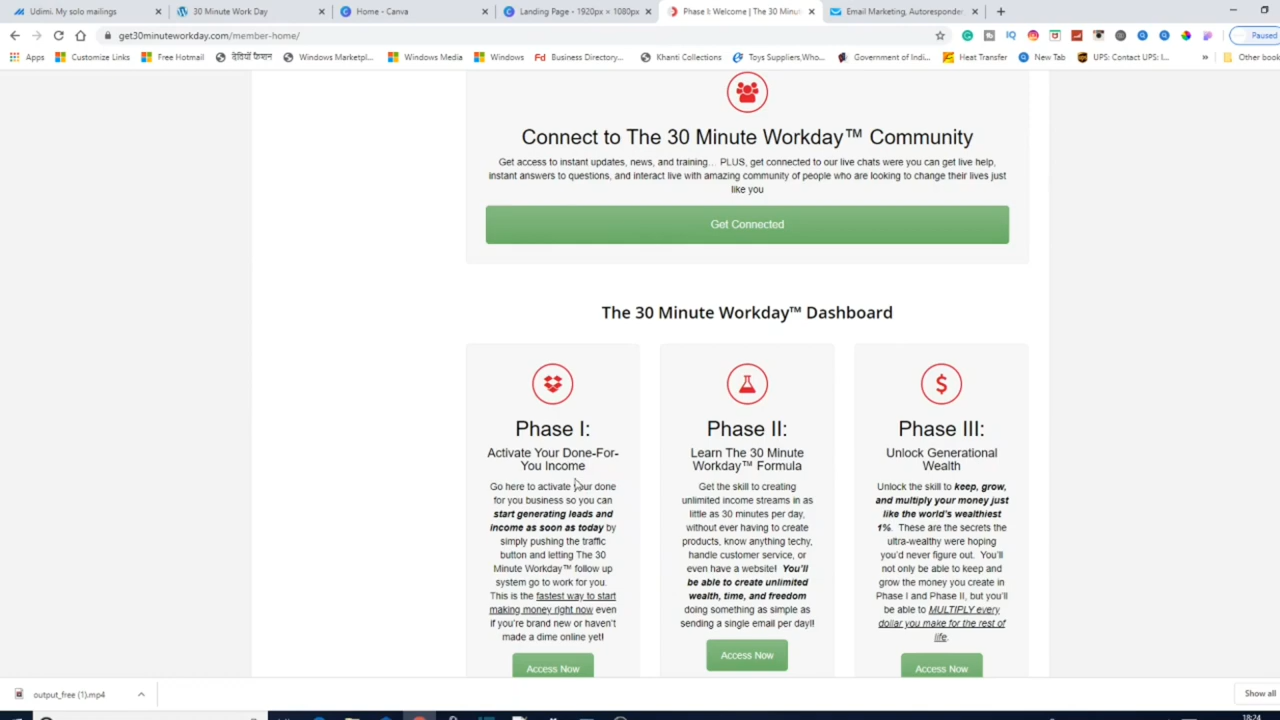 Udimi. My solo mailings
30 Minute Work Day
Home - Canva
Landing Page - 1920px × 1080px
Phase I: Welcome | The 30 Minut
Email Marketing, Autoresponder
get30minuteworkday.com/member-home/
Paused
Apps
Customize Links
Free Hotmail
Windows Marketpl...
Windows Media
Windows
Business Directory...
Khanti Collections
Toys Suppliers,Who...
Government of Indi...
Heat Transfer
New Tab
UPS: Contact UPS: I...
»
Other book
Connect to The 30 Minute Workday™ Community
Get access to instant updates, news, and training... PLUS, get connected to our live chats were you can get live help,
instant answers to questions, and interact live with amazing community of people who are looking to change their lives just
like you
Get Connected
The 30 Minute Workday™ Dashboard
Phase I:
Activate Your Done-For-
You Income
Go here to activate your done
for you business so you can
start generating leads and
income as soon as today by
simply pushing the traffic
button and letting The 30
Minute Workday™ follow up
system go to work for you.
This is the fastest way to start
making money right now even
if you're brand new or haven't
made a dime online yet!
Access Now
Phase II:
Learn The 30 Minute
Workday™ Formula
Get the skill to creating
unlimited income streams in as
little as 30 minutes per day,
without ever having to create
products, know anything techy,
handle customer service, or
even have a website! You'll
be able to create unlimited
wealth, time, and freedom
doing something as simple as
sending a single email per day!!
Access Now
Phase III:
Unlock Generational
Wealth
Unlock the skill to keep, grow,
and multiply your money just
like the world's wealthiest
1%. These are the secrets the
ultra-wealthy were hoping
you'd never figure out. You'll
not only be able to keep and
grow the money you create in
Phase I and Phase II, but you'll
be able to MULTIPLY every
dollar you make for the rest of
life.
Access Now
output_free (1).mp4
Show all
18:24